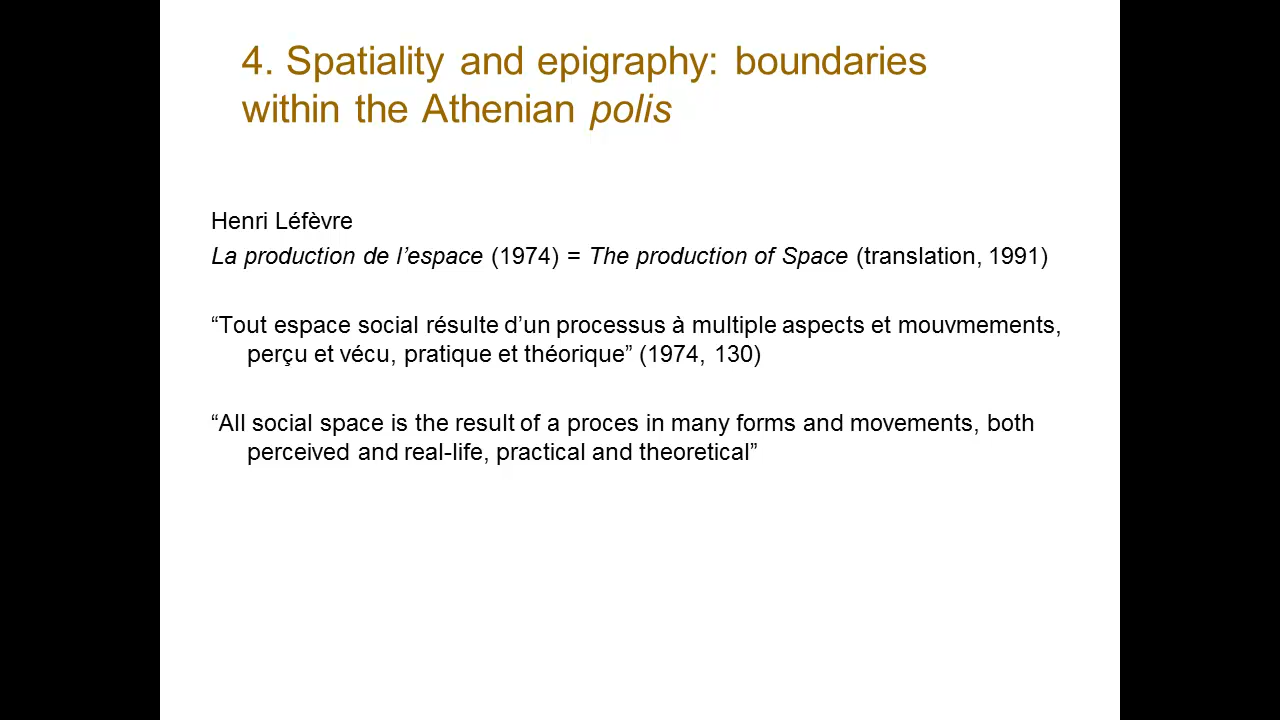 4. Spatiality and epigraphy: boundaries
within the Athenian polis
Henri Léfèvre
La production de l’espace (1974) = The production of Space (translation, 1991)
“Tout espace social résulte d’un processus à multiple aspects et mouvmements,
perçu et vécu, pratique et théorique” (1974, 130)
“All social space is the result of a proces in many forms and movements, both
perceived and real-life, practical and theoretical”